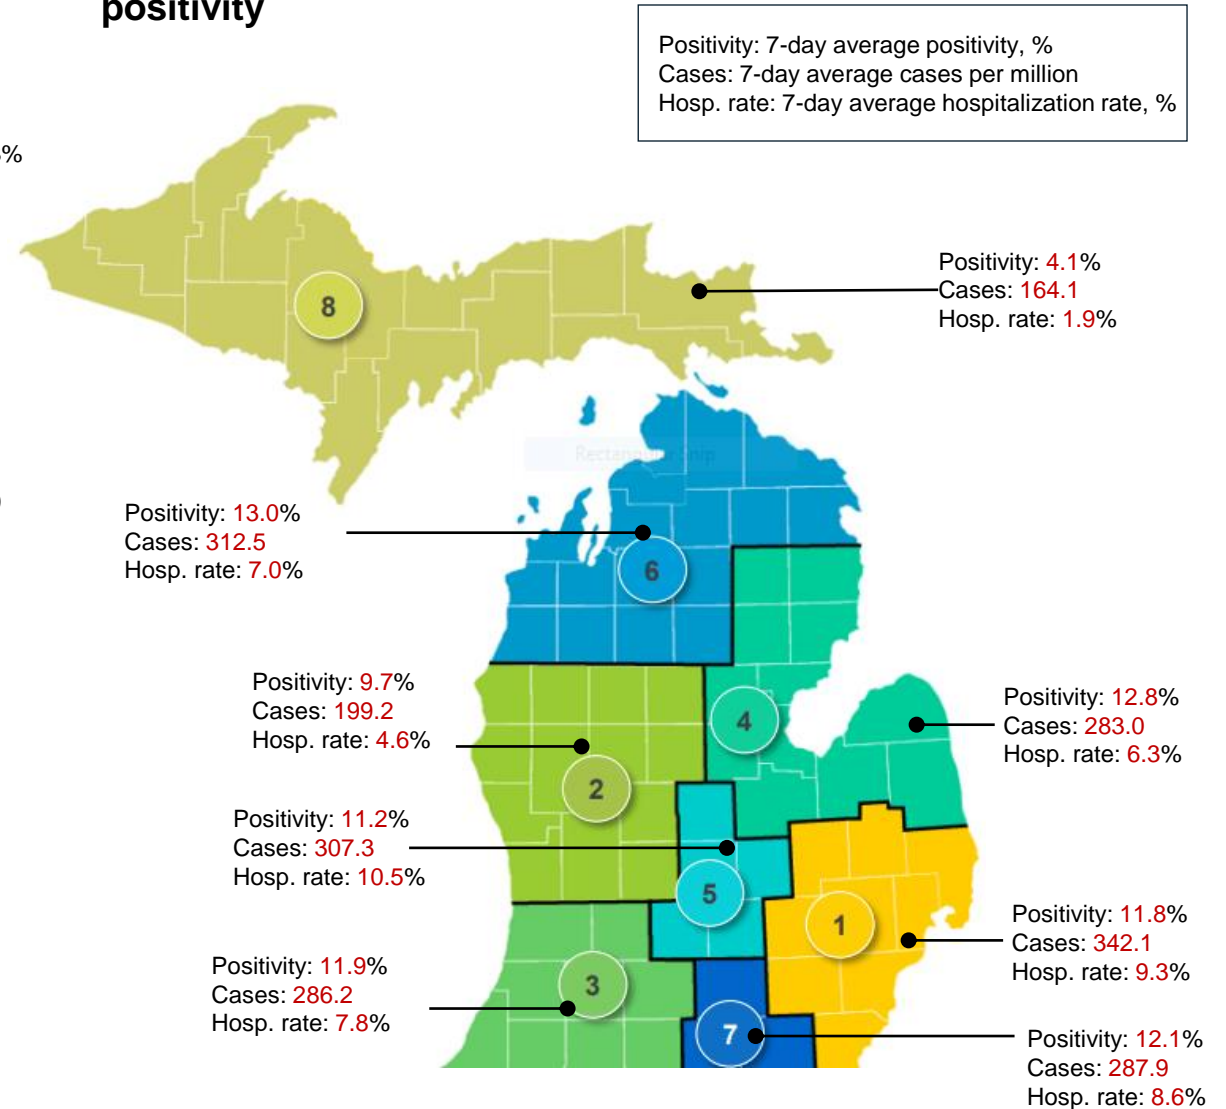 positivity
Positivity: 7-day average positivity, %
Cases: 7-day average cases per million
Hosp. rate: 7-day average hospitalization rate, %
%
Positivity: 4.1%
Cases: 164.1
Hosp. rate: 1.9%
8
Rectangular Snip
Positivity: 13.0%
Cases: 312.5
Hosp. rate: 7.0%
6
Positivity: 9.7%
Cases: 199.2
Hosp. rate: 4.6%
2
4
Positivity: 12.8%
Cases: 283.0
Hosp. rate: 6.3%
Positivity: 11.2%
Cases: 307.3
Hosp. rate: 10.5%
5
1
Positivity: 11.8%
Cases: 342.1
Hosp. rate: 9.3%
Positivity: 11.9%
Cases: 286.2
Hosp. rate: 7.8%
3
7
Positivity: 12.1%
Cases: 287.9
Hosp. rate: 8.6%